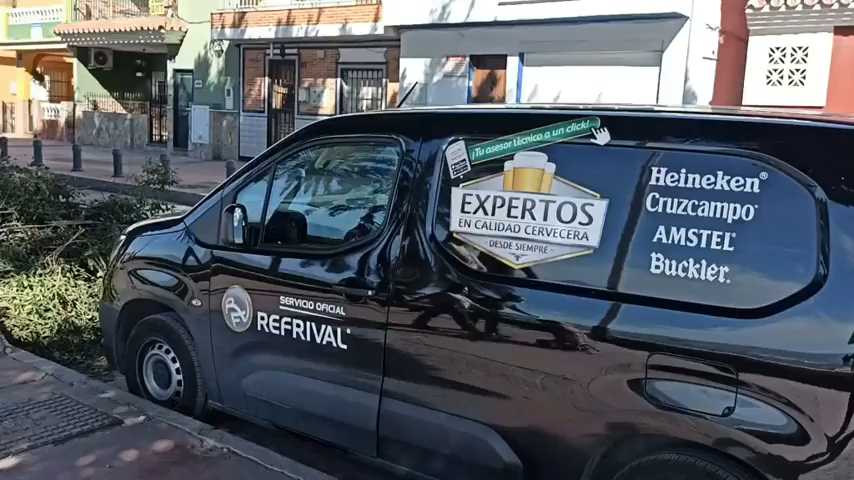 ¡Tu asesor técnico a un click!
EXPERTOS
EN CALIDAD CERVECERA
DESDE SIEMPRE
Heineken®
Cruzcampo®
AMSTEL®
Buckler®
SERVICIO OFICIAL
REFRIVAL®